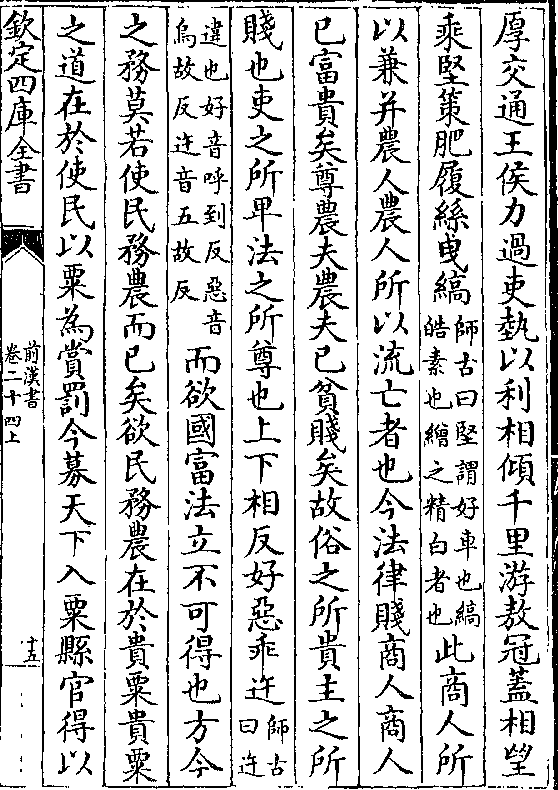 厚交通王侯力過吏埶以利相傾千里游敖冠蓋相望
乘堅策肥履絲曳縞師古曰堅謂好車也縞
皓素也繒之精白者也此商人所
以兼并農人農人所以流亡者也今法律賤商人商人
已富貴矣尊農夫農夫已貧賤矣故俗之所貴主之所
賤也吏之所卑法之所尊也上下相反好惡乖迕師古
曰迕
違也好音呼到反惡音
烏故反迕音五故反而欲國富法立不可得也方今
之務莫若使民務農而已矣欲民務農在於貴粟貴粟
之道在於使民以粟為賞罰今募天下入粟縣官得以
欽定四庫全書
前漢書
卷二十四上
十五